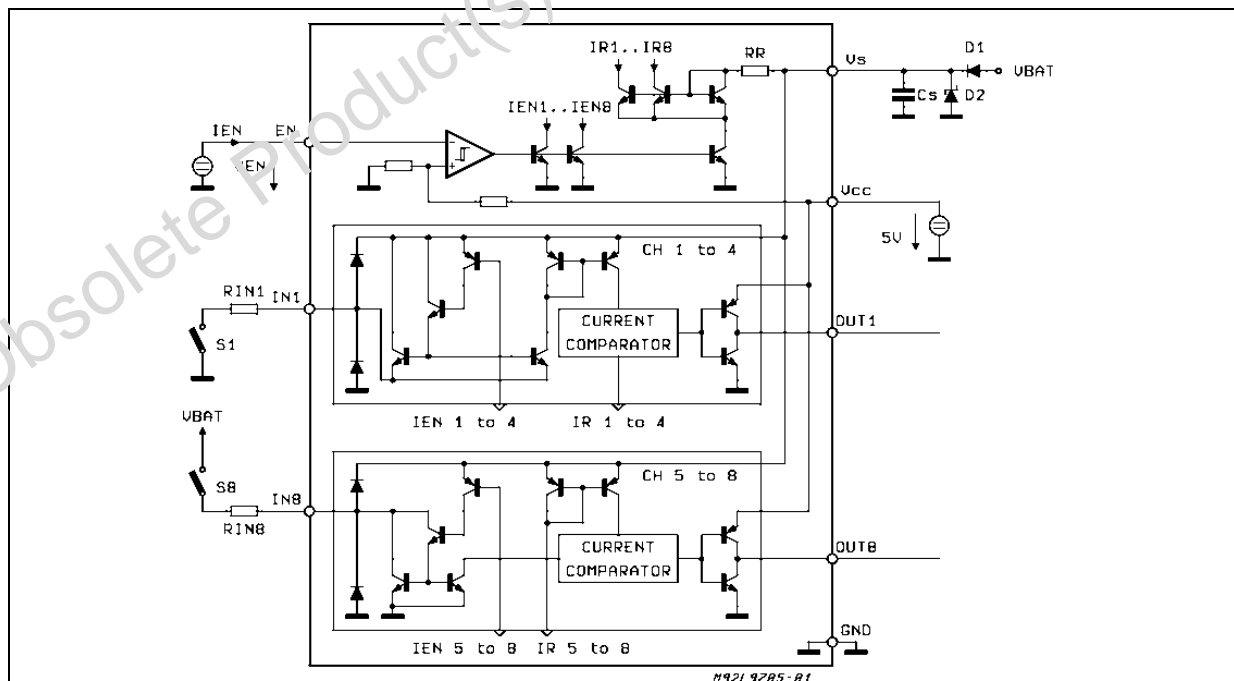 Obsolete Product(s)
IR1..IR8
RR
Vs
D1
VBAT
Cs
D2
IEN1..IEN8
IEN
EN
VEN
Vcc
5V
CH 1 to 4
RIN1
IN1
S1
CURRENT
COMPARATOR
OUT1
IEN 1 to 4
IR 1 to 4
VBAT
CH 5 to 8
S8
IN8
RIN8
CURRENT
COMPARATOR
OUT8
IEN 5 to 8
IR 5 to 8
GND
M92L9705-01